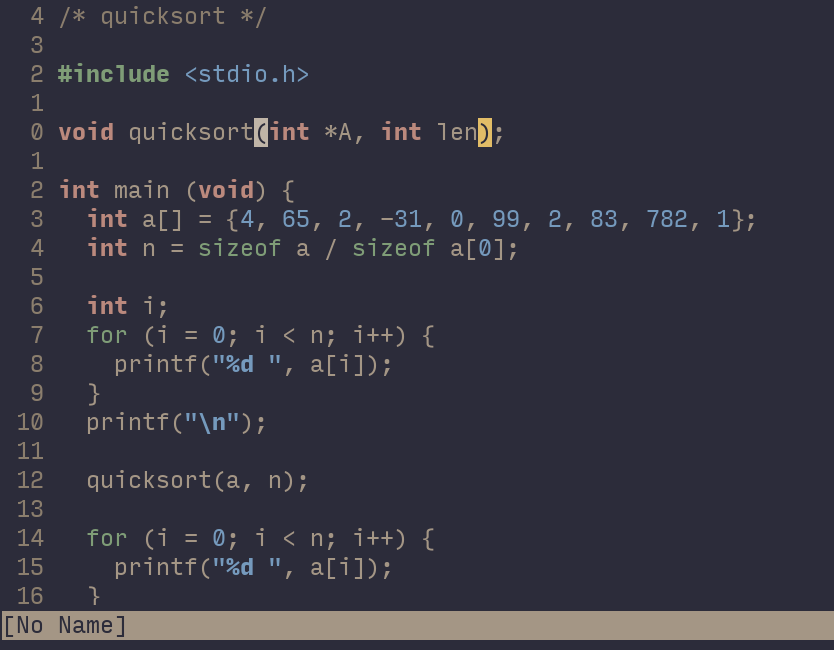 4 /* quicksort */
3
2 #include <stdio.h>
1
0 void quicksort(int *A, int len);
1
2 int main (void) {
3   int a[] = {4, 65, 2, -31, 0, 99, 2, 83, 782, 1};
4   int n = sizeof a / sizeof a[0];
5
6   int i;
7   for (i = 0; i < n; i++) {
8     printf("%d ", a[i]);
9   }
10   printf("\n");
11
12   quicksort(a, n);
13
14   for (i = 0; i < n; i++) {
15     printf("%d ", a[i]);
16   }
[No Name]